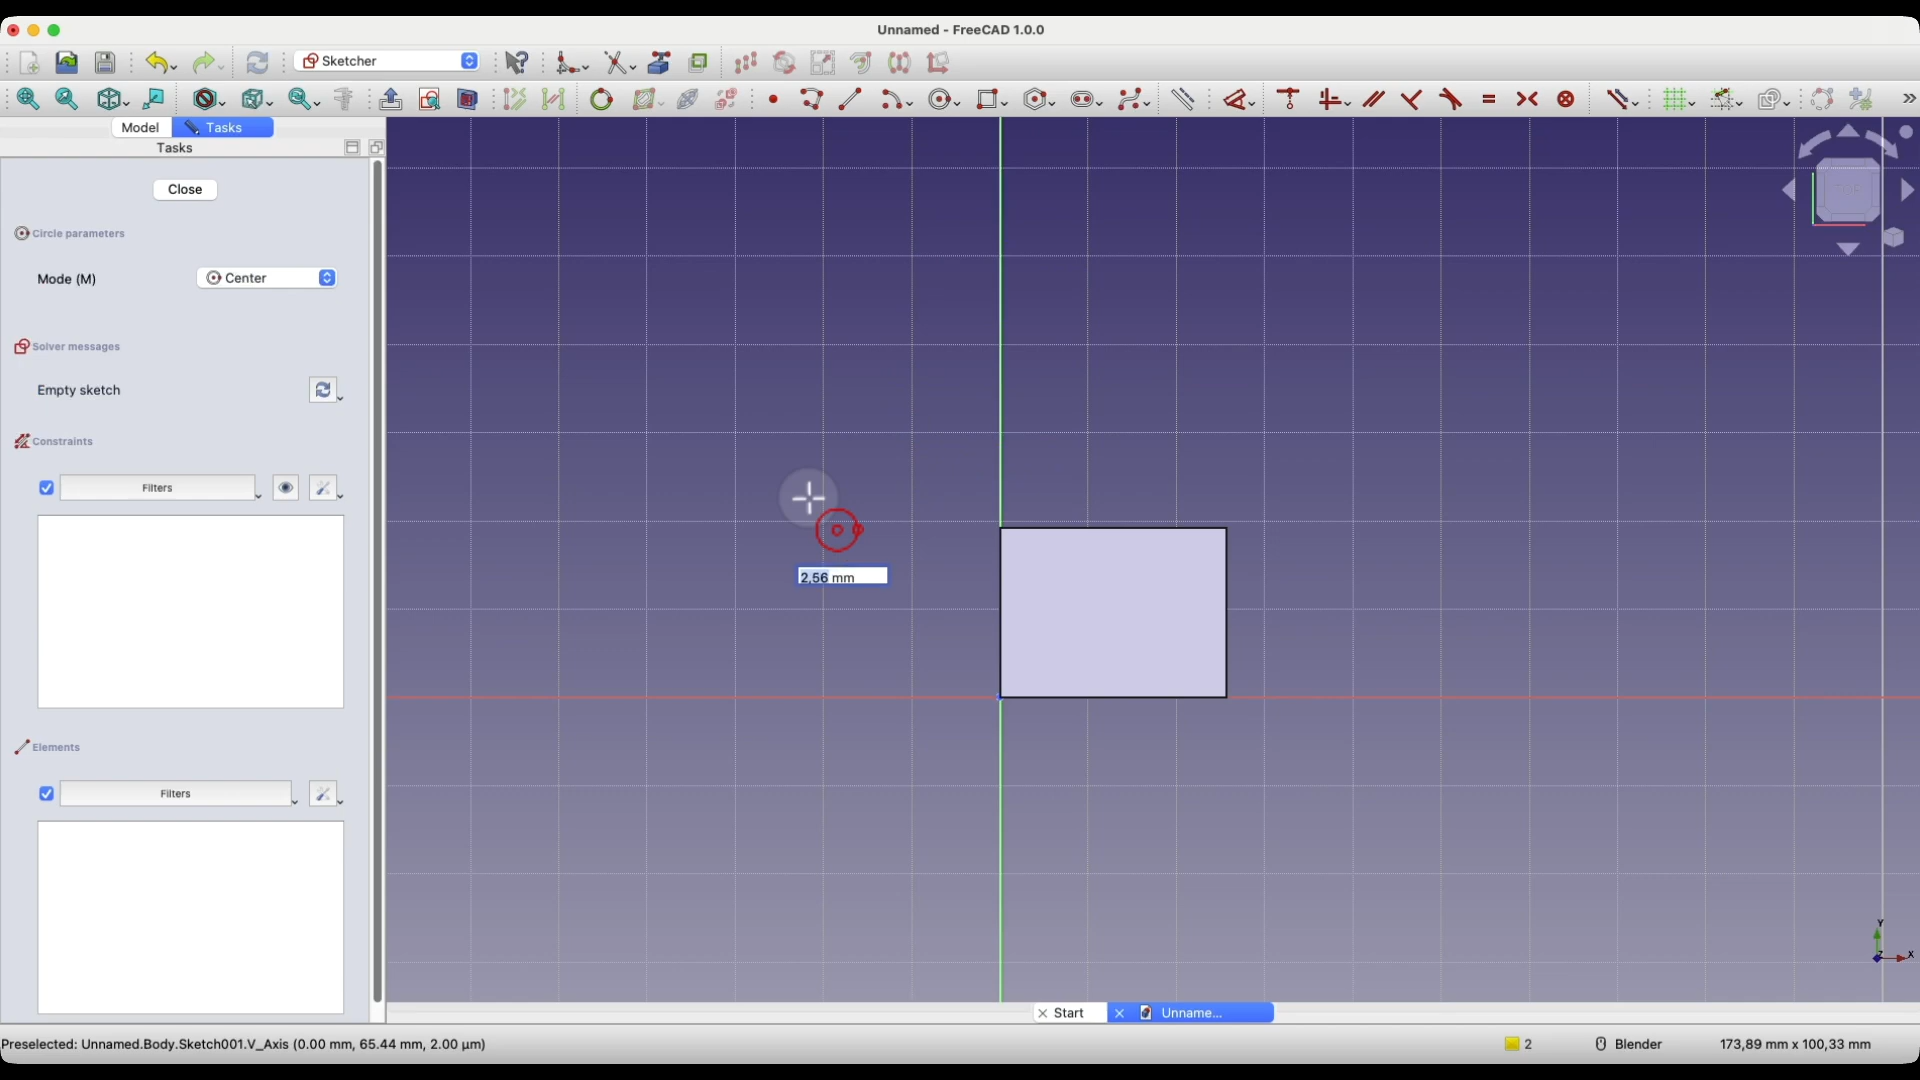 Unnamed - FreeCAD 1.0.0
Sketcher
Model
Tasks
Tasks
Close
Circle parameters
Mode (M)
Center
Solver messages
Empty sketch
Constraints
Filters
2,56 mm
Elements
Filters
Y
Z
X
Start
Unname...
Preselected: Unnamed.Body.Sketch001.V_Axis (0.00 mm, 65.44 mm, 2.00 µm)
2
Blender
173,89 mm x 100,33 mm